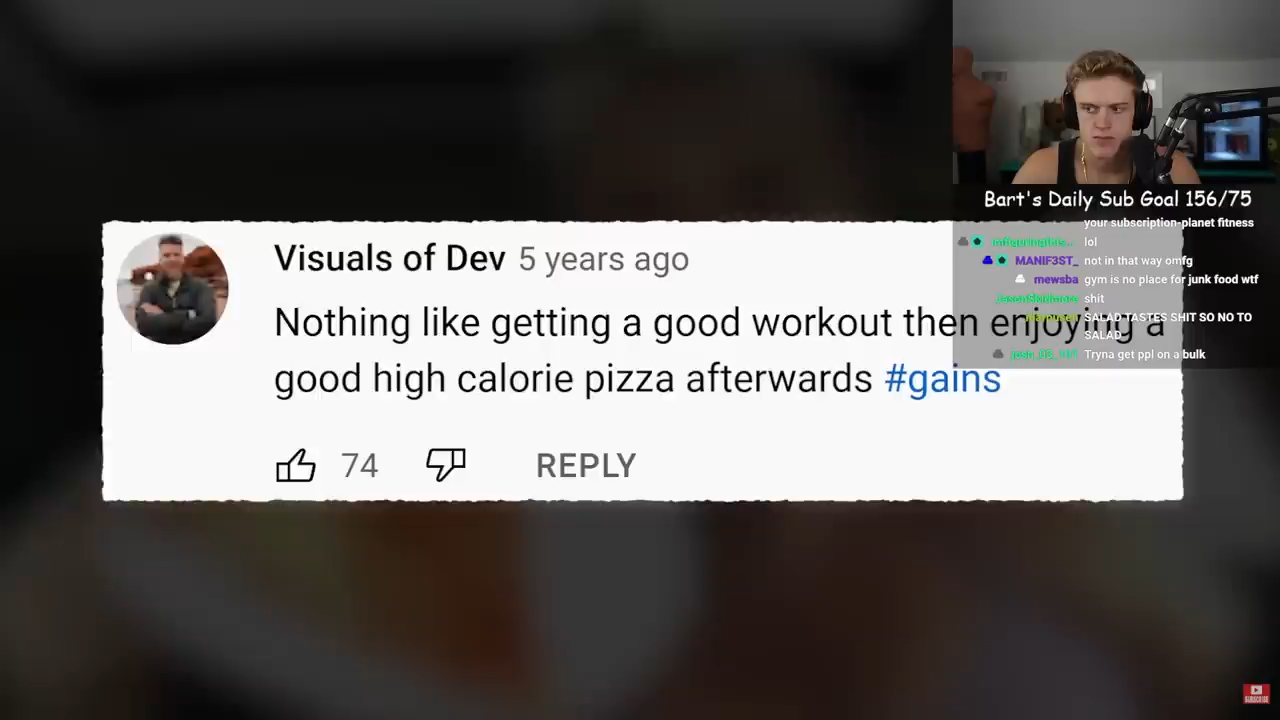 Bart's Daily Sub Goal 156/75
your subscription-planet fitness
lol
MANIF3ST_ not in that way omfg
mewsba gym is no place for junk food wtf
shit
SALAD TASTES SHIT SO NO TO
SALAD
Tryna get ppl on a bulk
Visuals of Dev 5 years ago
Nothing like getting a good workout then enjoying a
good high calorie pizza afterwards #gains
74 REPLY
SUBSCRIBE